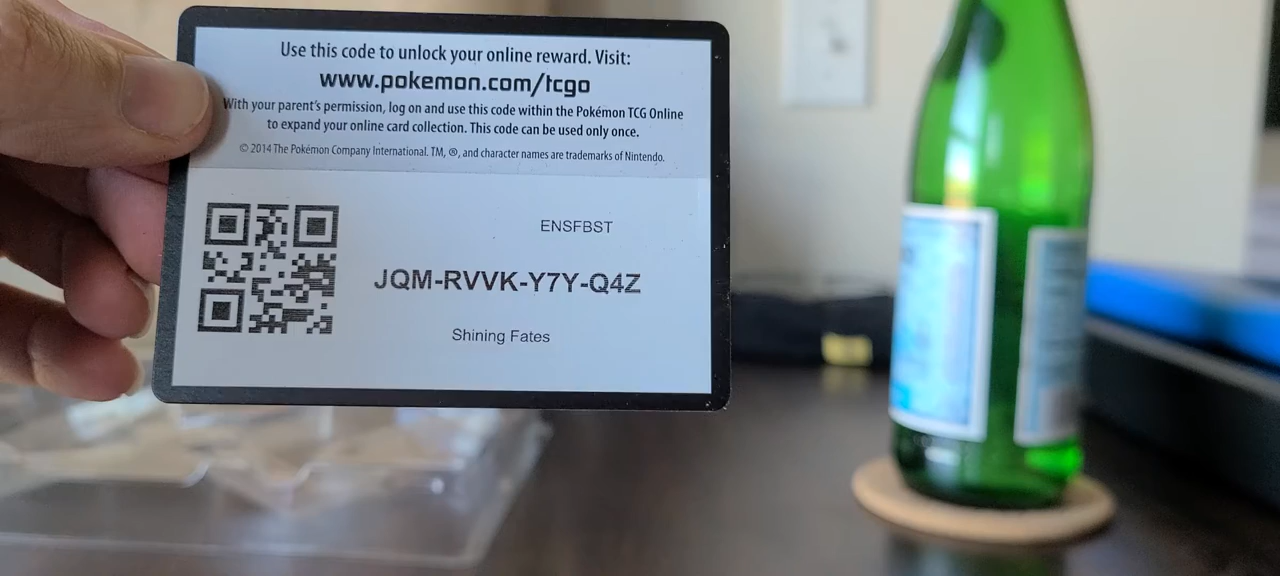 Use this code to unlock your online reward. Visit:
www.pokemon.com/tcgo
With your parent's permission, log on and use this code within the Pokémon TCG Online
to expand your online card collection. This code can be used only once.
© 2014 The Pokémon Company International. TM, ®, and character names are trademarks of Nintendo.
ENSFBST
JQM-RVVK-Y7Y-Q4Z
Shining Fates